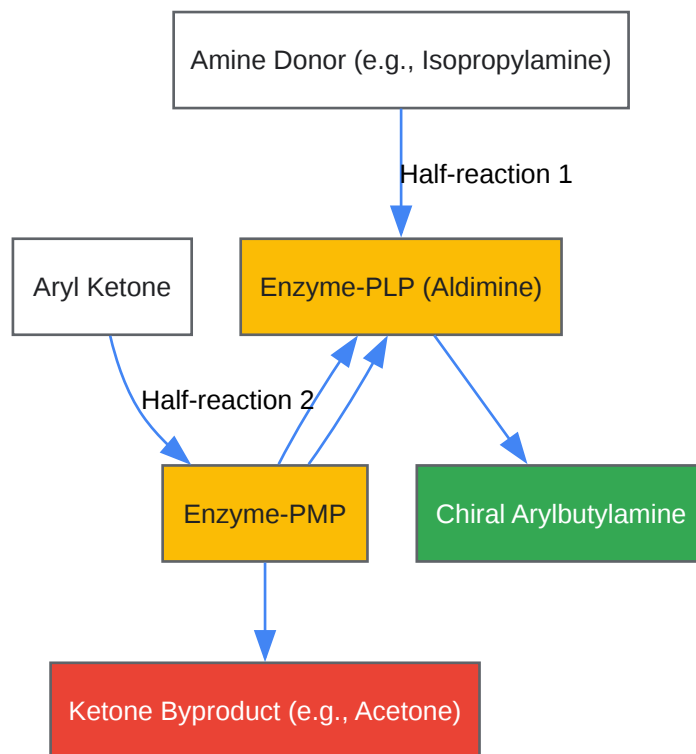 Amine Donor (e.g., Isopropylamine)
Half-reaction 1
Aryl Ketone
Enzyme-PLP (Aldimine)
Half-reaction 2
Enzyme-PMP
Chiral Arylbutylamine
Ketone Byproduct (e.g., Acetone)